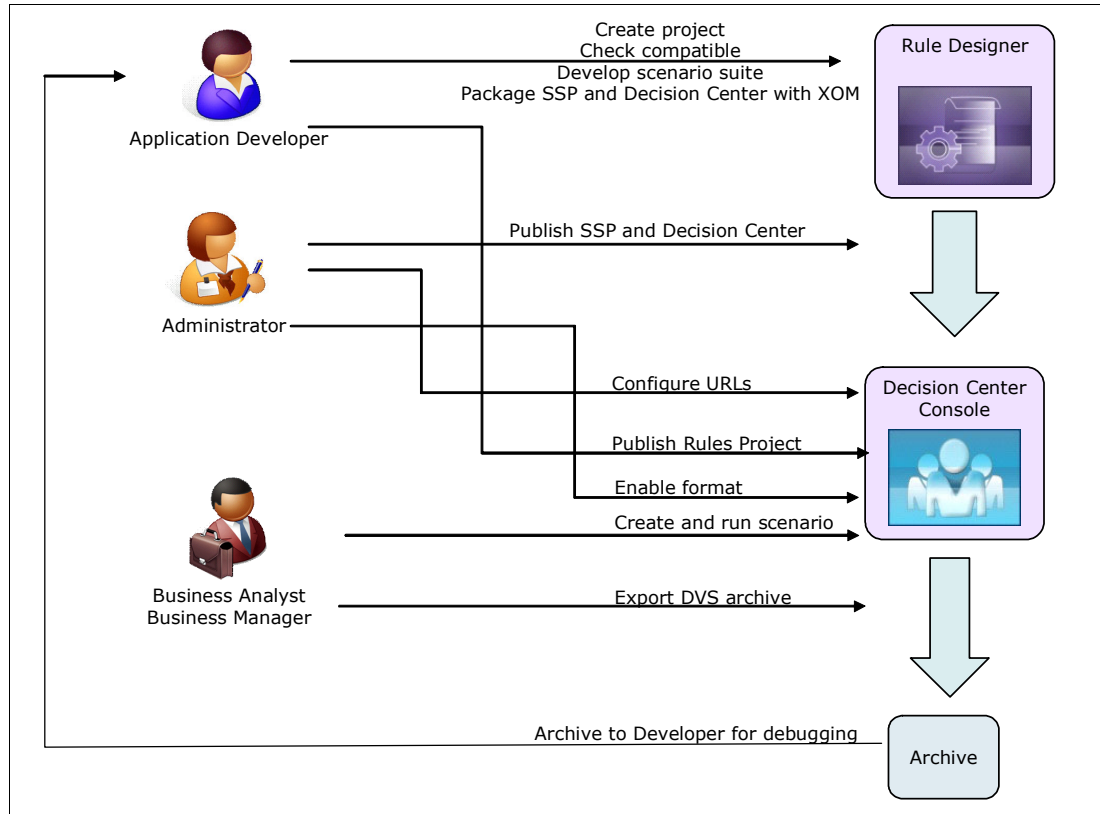 Create project
Check compatible
Develop scenario suite
Package SSP and Decision Center with XOM
Rule Designer
Application Developer
Publish SSP and Decision Center
Administrator
Configure URLs
Decision Center
Console
Publish Rules Project
Enable format
Create and run scenario
Business Analyst
Business Manager
Export DVS archive
Archive to Developer for debugging
Archive